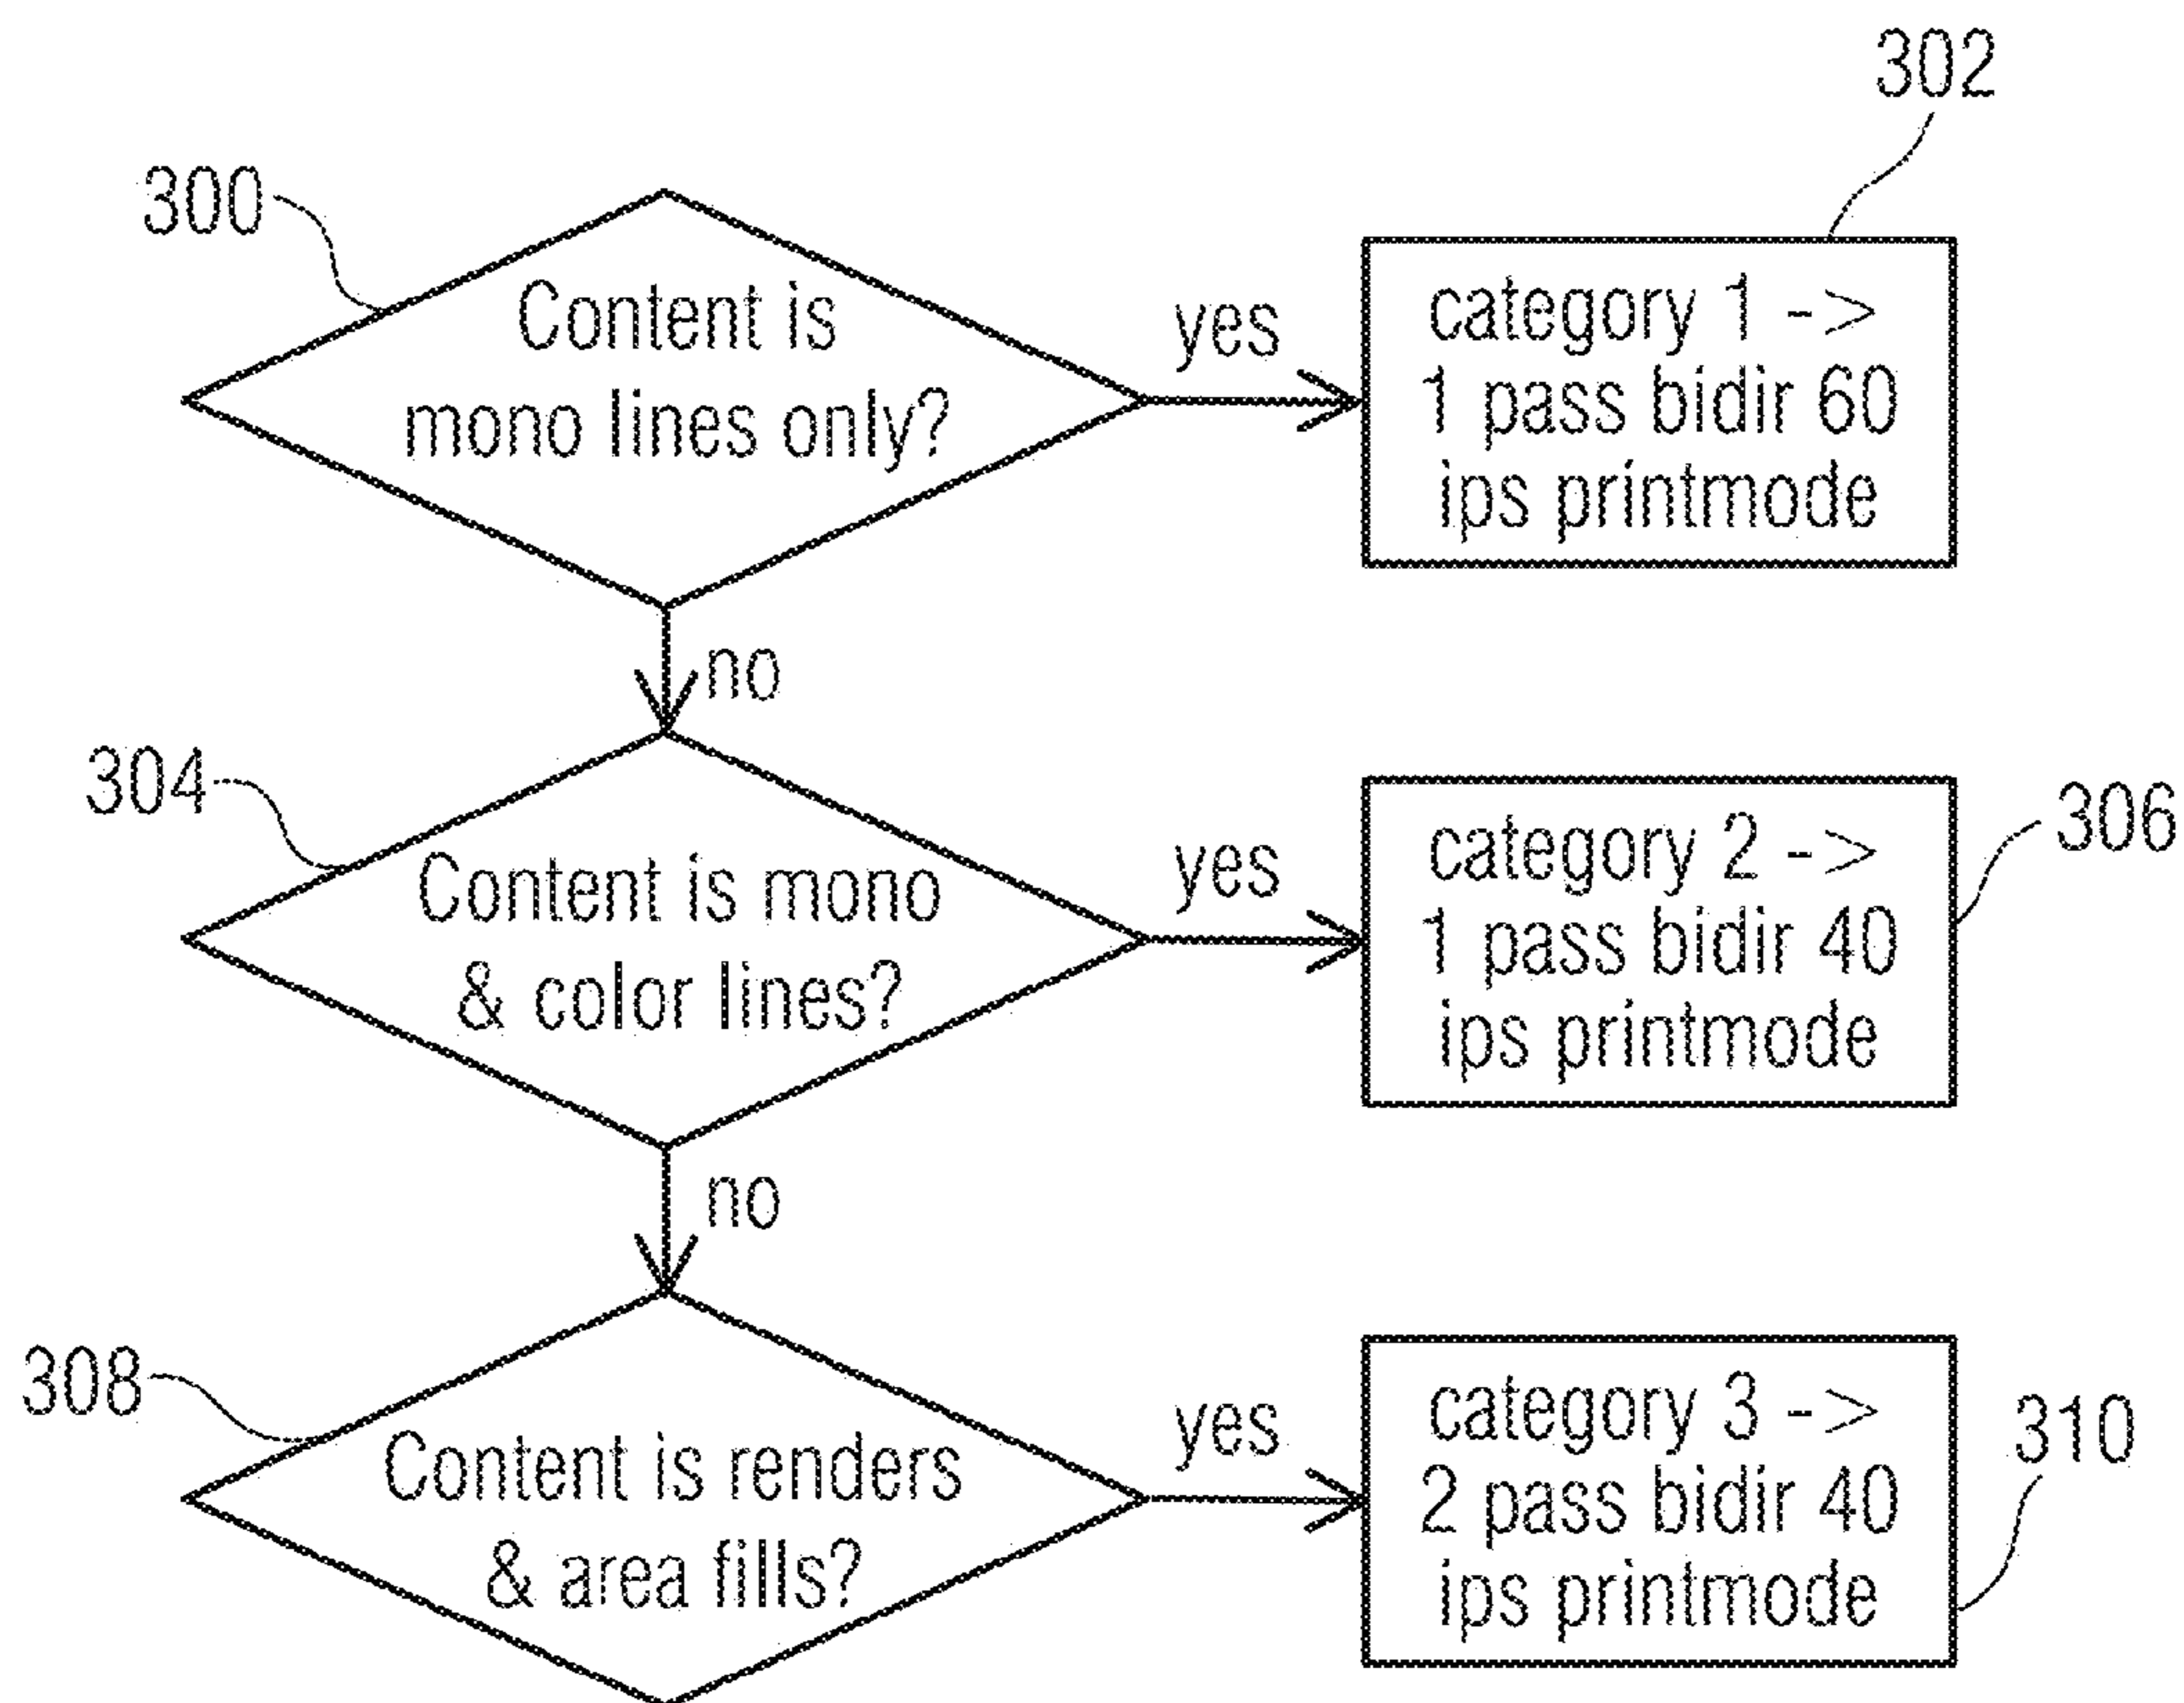 302
300
Content is
mono lines only?
yes
category 1 ->
1 pass bidir 60
ips printmode
no
304
Content is mono
& color lines?
yes
category 2 ->
1 pass bidir 40
ips printmode
306
no
308
Content is renders
& area fills?
yes
category 3 ->
2 pass bidir 40
ips printmode
310